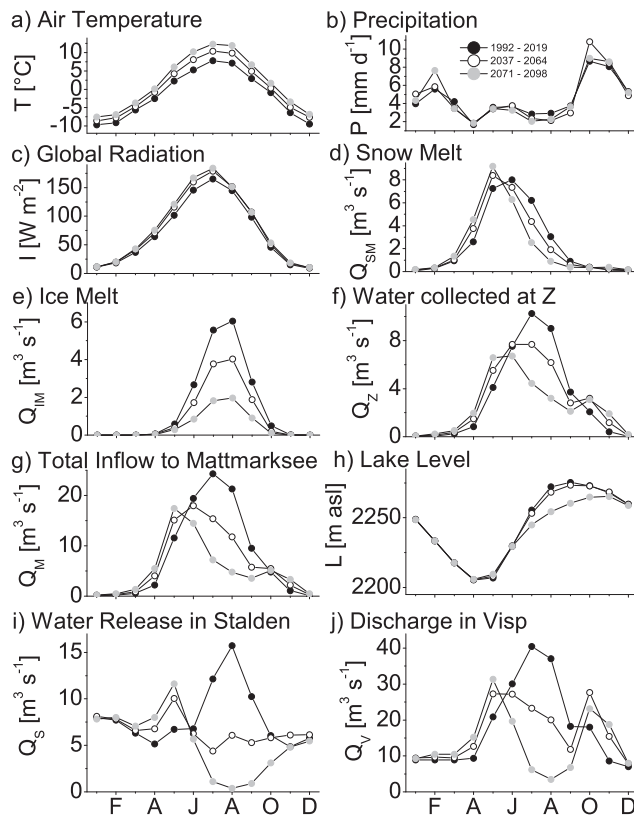 a) Air Temperature
b) Precipitation
T [°C]
10
5
0
-5
-10
P [mm d⁻¹]
10
8
6
4
2
1992 - 2019
2037 - 2064
2071 - 2098
c) Global Radiation
d) Snow Melt
I [W m⁻²]
150
100
50
0
Q_SM [m³ s⁻¹]
8
6
4
2
0
e) Ice Melt
f) Water collected at Z
Q_IM [m³ s⁻¹]
6
4
2
0
Q_Z [m³ s⁻¹]
8
4
0
g) Total Inflow to Mattmarksee
h) Lake Level
Q_M [m³ s⁻¹]
20
10
0
L [m asl]
2250
2200
i) Water Release in Stalden
j) Discharge in Visp
Q_S [m³ s⁻¹]
15
10
5
0
Q_V [m³ s⁻¹]
40
30
20
10
0
F A J A O D
F A J A O D